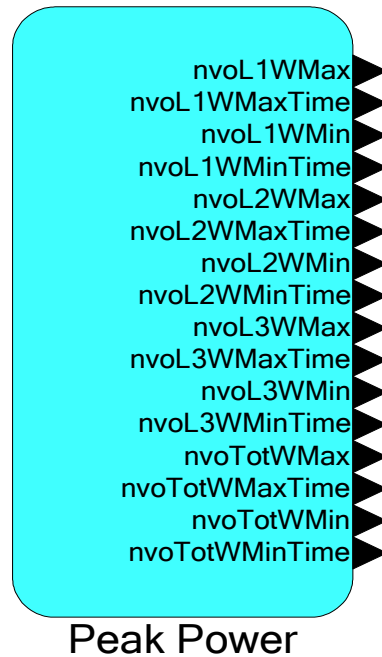 nvoL1WMax
nvoL1WMaxTime
nvoL1WMin
nvoL1WMinTime
nvoL2WMax
nvoL2WMaxTime
nvoL2WMin
nvoL2WMinTime
nvoL3WMax
nvoL3WMaxTime
nvoL3WMin
nvoL3WMinTime
nvoTotWMax
nvoTotWMaxTime
nvoTotWMin
nvoTotWMinTime
Peak Power